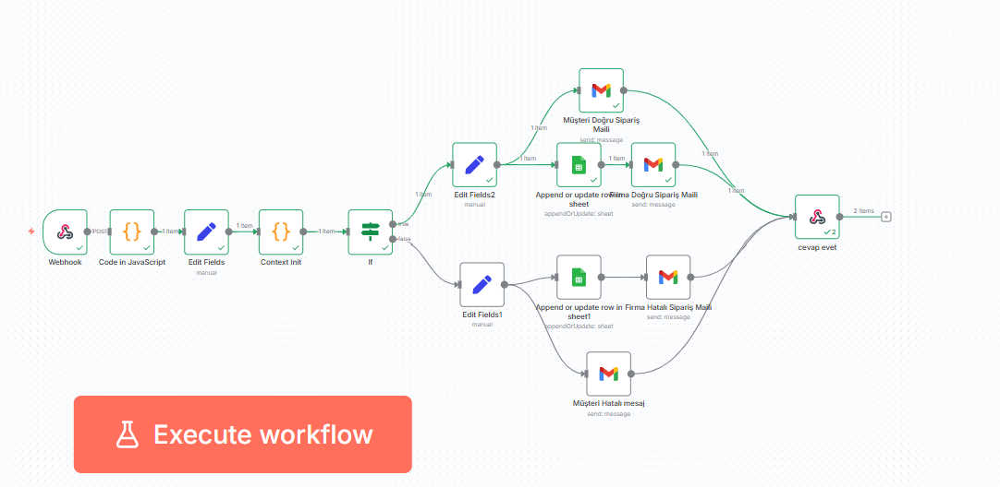 1 item
Müşteri Doğru Sipariş
Maili
send: message
1 item
1 item
1 item
1 item
Edit Fields2
manual
Append or update row in
sheet
appendOrUpdate: sheet
Firma Doğru Sipariş Maili
send: message
1 item
1 item
POST
1 item
1 item
1 item
true
false
2 items
2
cevap evet
Webhook
Code in JavaScript
Edit Fields
manual
Context Init
If
Edit Fields1
manual
Append or update row in
sheet1
appendOrUpdate: sheet
Firma Hatalı Sipariş Maili
send: message
Müşteri Hatalı mesaj
send: message
Execute workflow